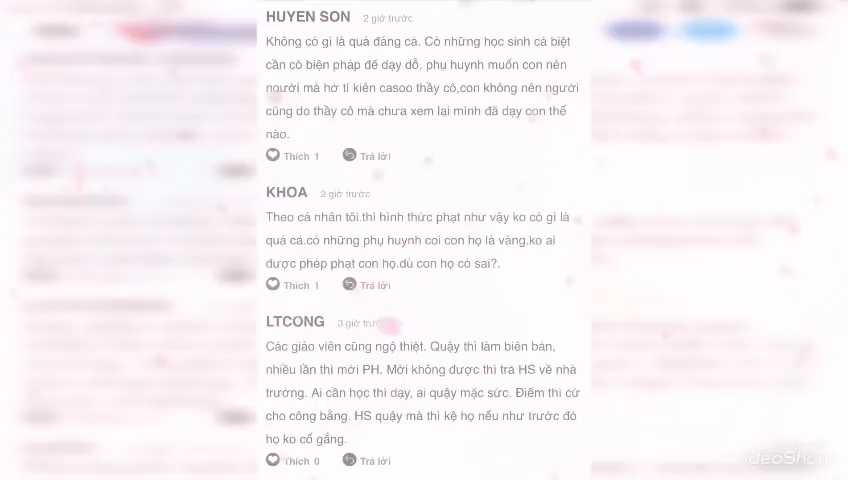 HUYEN SON 2 giờ trước
Không có gì là quá đáng cả. Có những học sinh cá biệt
cần có biện pháp để dạy dỗ, phụ huynh muốn con nên
người mà hở tí kiên casoo thầy cô,con không nên người
cũng do thầy cô mà chưa xem lại mình đã dạy con thế
nào.
Thích 1 Trả lời
KHOA 2 giờ trước
Theo cá nhân tôi.thì hình thức phạt như vậy ko có gì là
quá cả.có những phụ huynh coi con họ là vàng.ko ai
được phép phạt con họ.dù con họ có sai?.
Thích 1 Trả lời
LTCONG 3 giờ trước
Các giáo viên cũng ngộ thiệt. Quậy thì làm biên bản,
nhiều lần thì mời PH. Mời không được thì trả HS về nhà
trường. Ai cần học thì dạy, ai quậy mặc sức. Điểm thì cứ
cho công bằng. HS quậy mà thì kệ họ nếu như trước đó
họ ko cố gắng.
Thích 0 Trả lời